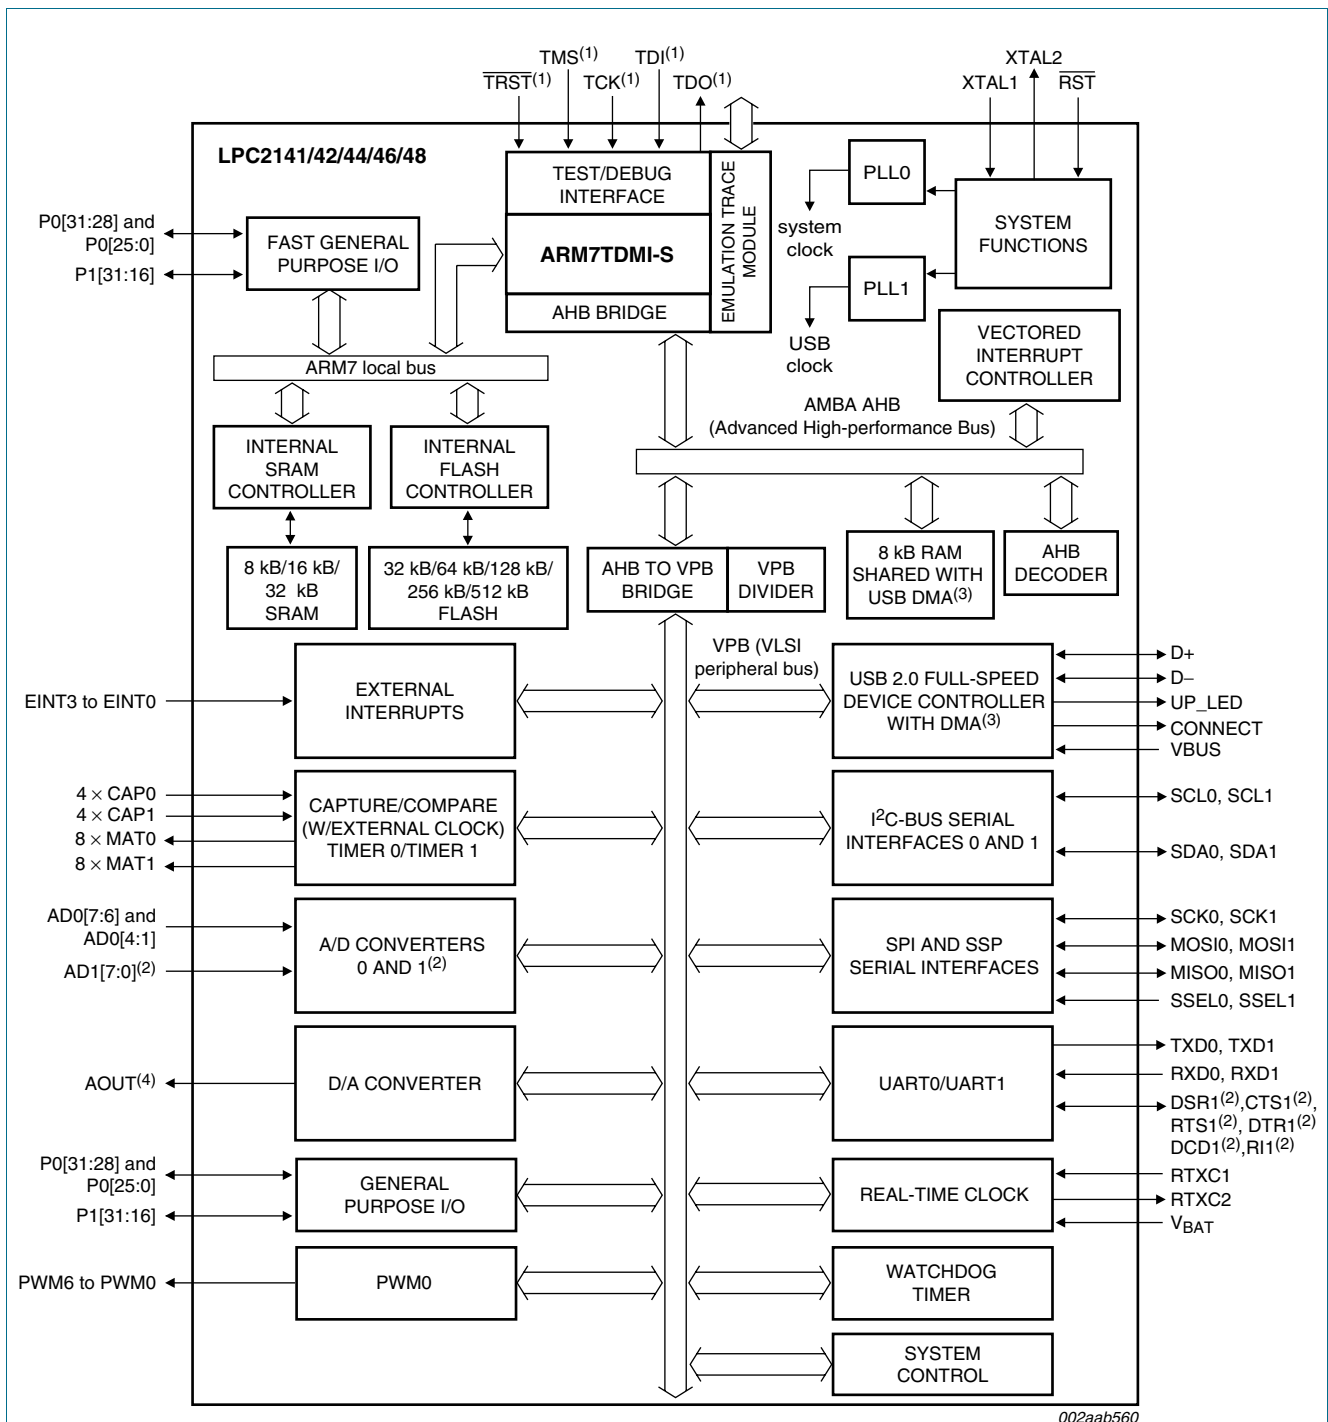 TMS(1)
TDI(1)
XTAL2
TRST(1)
TCK(1)
TDO(1)
XTAL1
RST
LPC2141/42/44/46/48
TEST/DEBUG
INTERFACE
ARM7TDMI-S
AHB BRIDGE
EMULATION TRACE
MODULE
PLL0
system
clock
PLL1
USB
clock
SYSTEM
FUNCTIONS
P0[31:28] and
P0[25:0]
P1[31:16]
FAST GENERAL
PURPOSE I/O
VECTORED
INTERRUPT
CONTROLLER
ARM7 local bus
AMBA AHB
(Advanced High-performance Bus)
INTERNAL
SRAM
CONTROLLER
INTERNAL
FLASH
CONTROLLER
8 kB/16 kB/
32 kB
SRAM
32 kB/64 kB/128 kB/
256 kB/512 kB
FLASH
AHB TO VPB
BRIDGE
VPB
DIVIDER
8 kB RAM
SHARED WITH
USB DMA(3)
AHB
DECODER
VPB (VLSI
peripheral bus)
EINT3 to EINT0
EXTERNAL
INTERRUPTS
USB 2.0 FULL-SPEED
DEVICE CONTROLLER
WITH DMA(3)
D+
D−
UP_LED
CONNECT
VBUS
4 × CAP0
4 × CAP1
8 × MAT0
8 × MAT1
CAPTURE/COMPARE
(W/EXTERNAL CLOCK)
TIMER 0/TIMER 1
I2C-BUS SERIAL
INTERFACES 0 AND 1
SCL0, SCL1
SDA0, SDA1
AD0[7:6] and
AD0[4:1]
AD1[7:0](2)
A/D CONVERTERS
0 AND 1(2)
SPI AND SSP
SERIAL INTERFACES
SCK0, SCK1
MOSI0, MOSI1
MISO0, MISO1
SSEL0, SSEL1
AOUT(4)
D/A CONVERTER
UART0/UART1
TXD0, TXD1
RXD0, RXD1
DSR1(2),CTS1(2),
RTS1(2), DTR1(2)
DCD1(2),RI1(2)
P0[31:28] and
P0[25:0]
P1[31:16]
GENERAL
PURPOSE I/O
REAL-TIME CLOCK
RTXC1
RTXC2
VBAT
PWM6 to PWM0
PWM0
WATCHDOG
TIMER
SYSTEM
CONTROL
002aab560